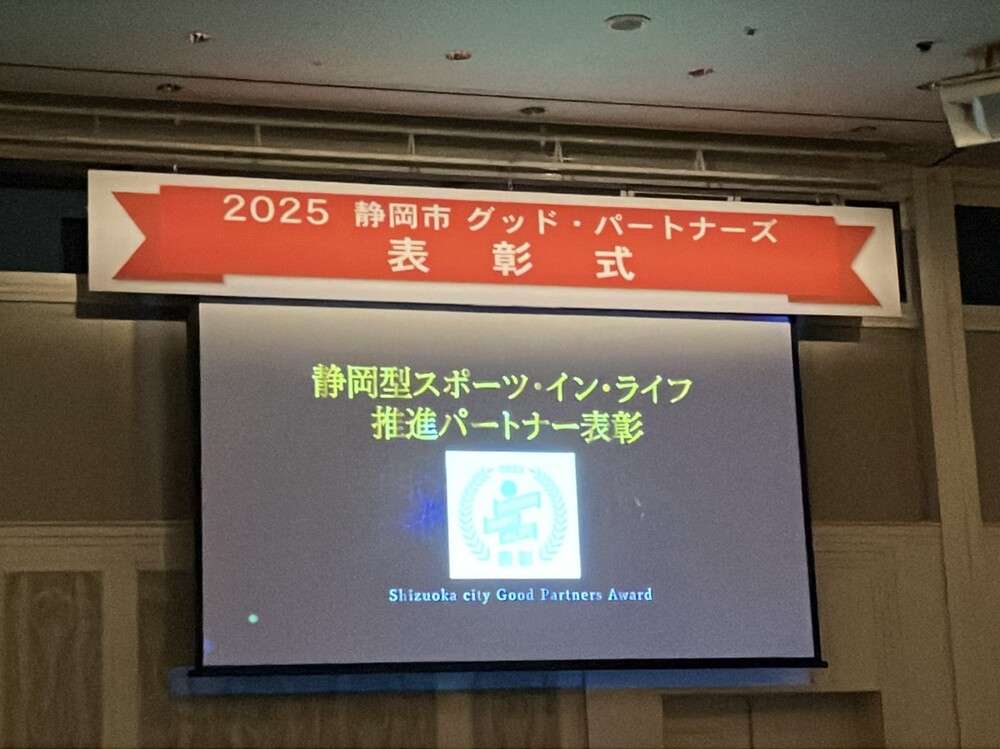 2025 静岡市 グッド・パートナーズ
表彰式
静岡型スポーツ・イン・ライフ
推進パートナー表彰
Shizuoka city Good Partners Award